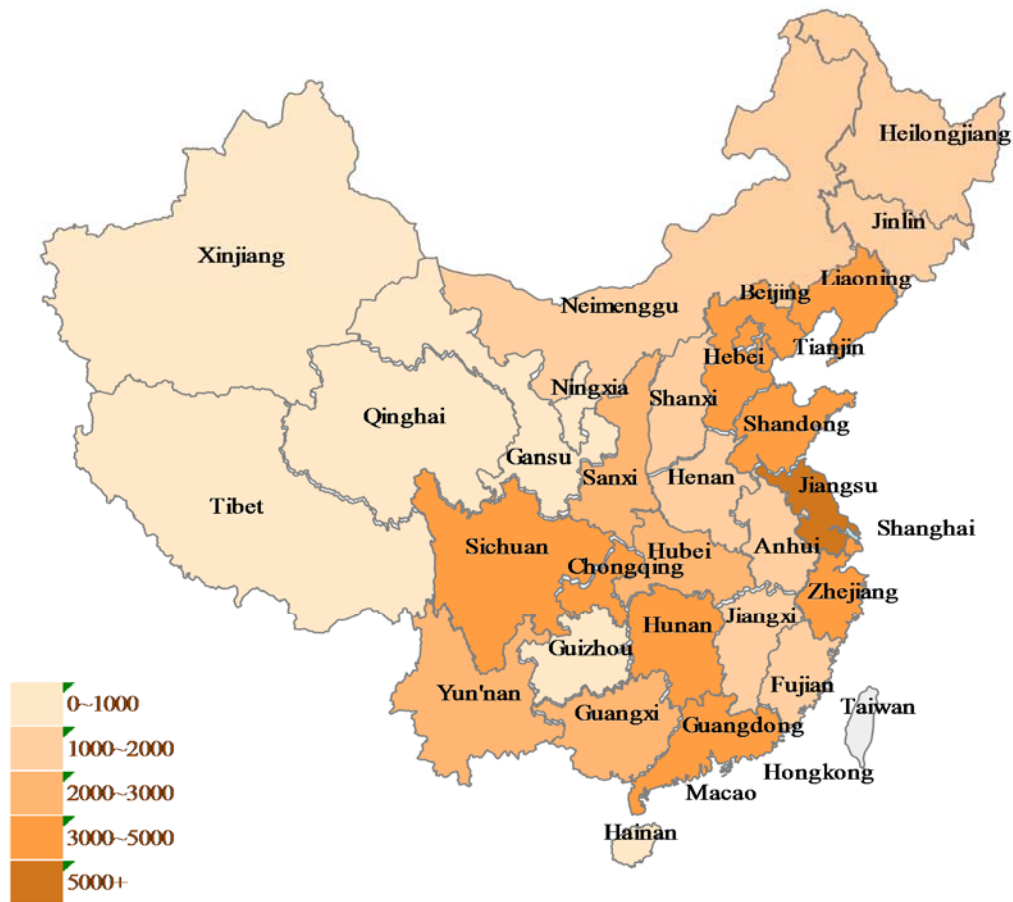 Heilongjiang
Jinlin
Xinjiang
Liaoning
Beijing
Neimenggu
Tianjin
Hebei
Ningxia
Shanxi
Qinghai
Shandong
Gansu
Sanxi
Henan
Jiangsu
Tibet
Shanghai
Sichuan
Anhui
Hubei
Chongqing
Zhejiang
Jiangxi
Hunan
Guizhou
Fujian
Yun'nan
Taiwan
Guangxi
Guangdong
Hongkong
Macao
Hainan
0~1000
1000~2000
2000~3000
3000~5000
5000+